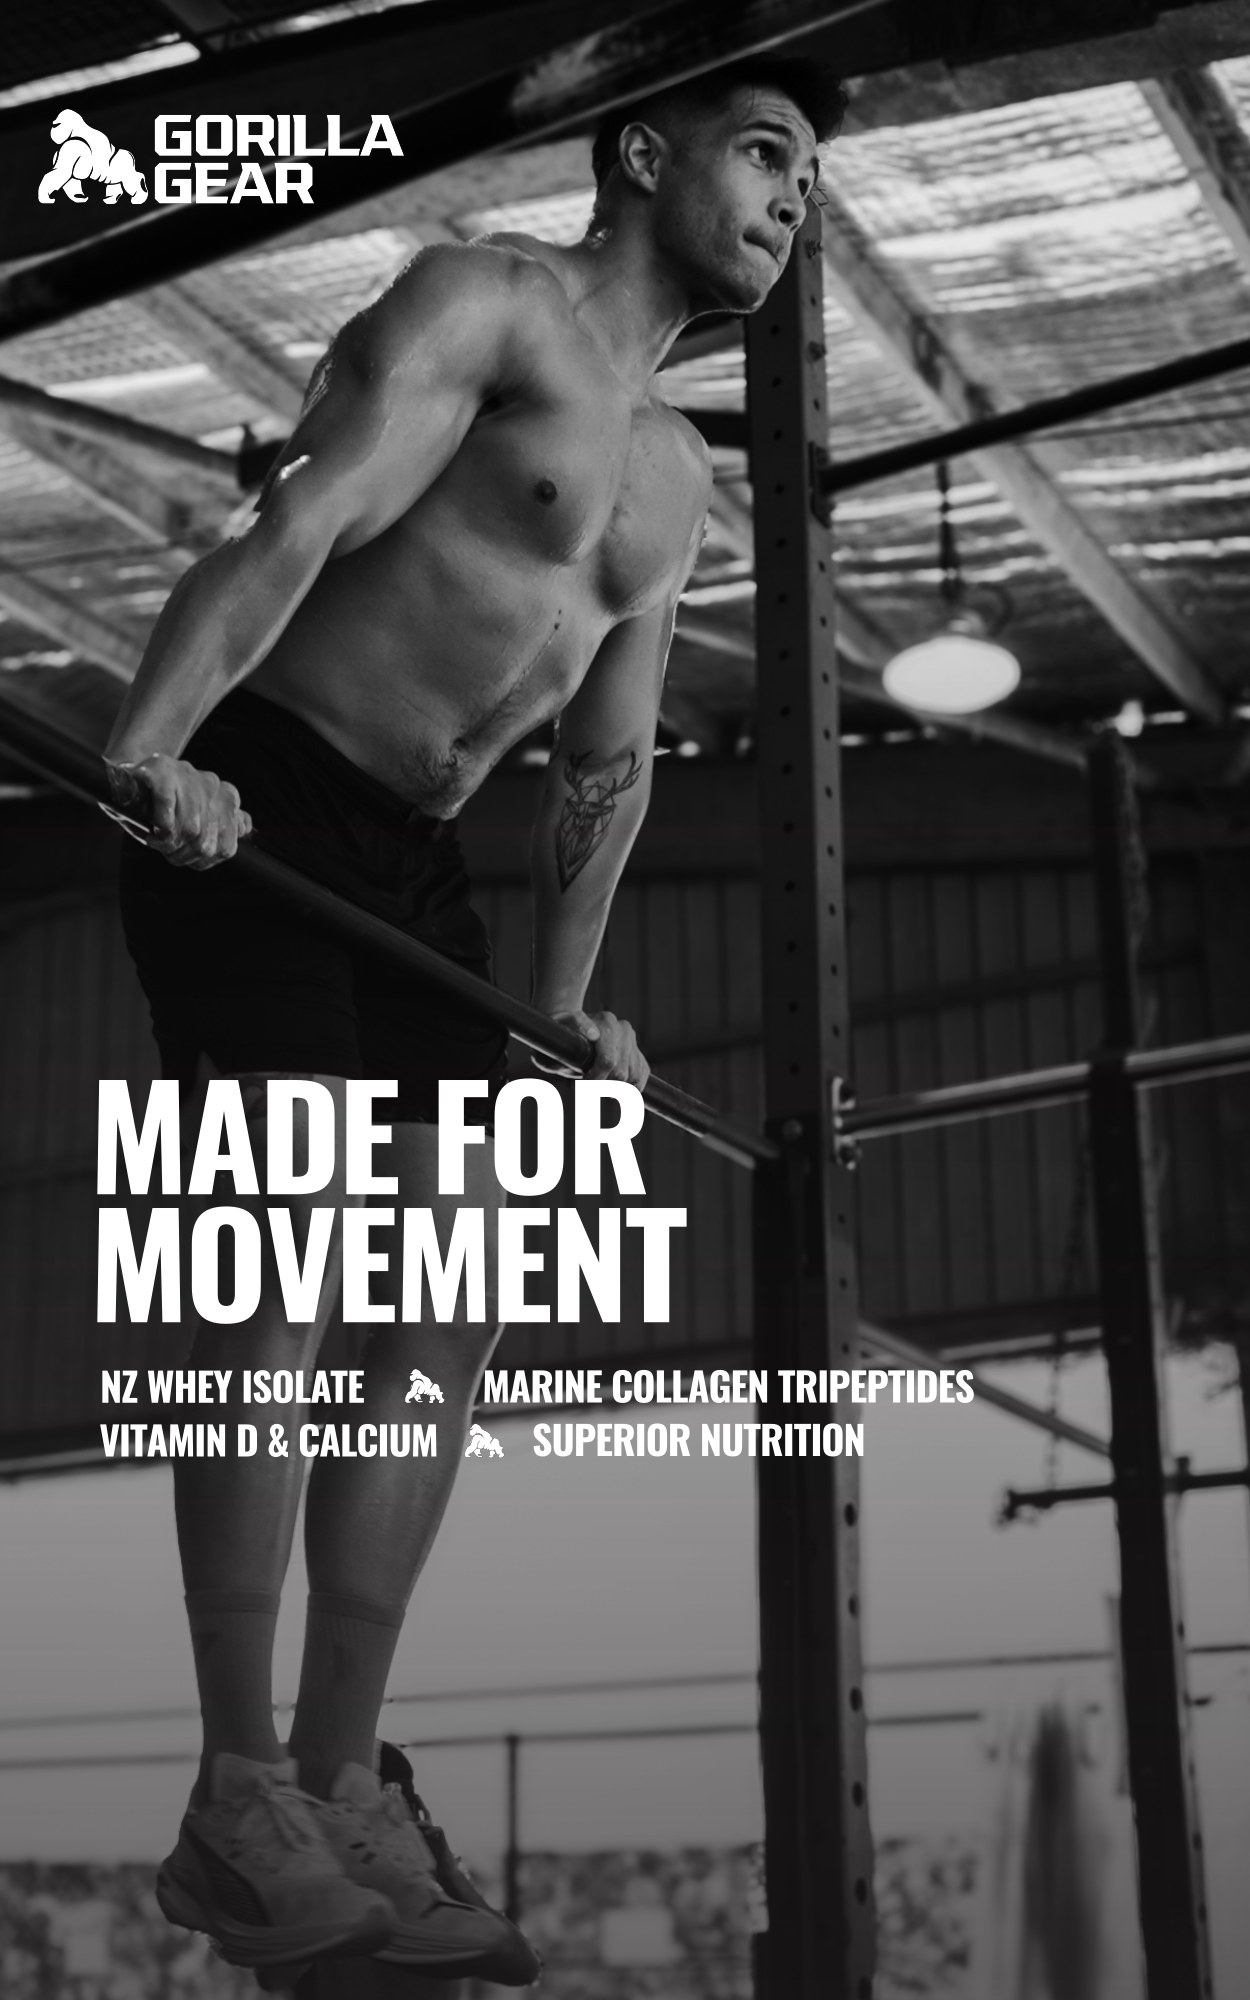 GORILLA
GEAR
MADE FOR
MOVEMENT
NZ WHEY ISOLATE MARINE COLLAGEN TRIPEPTIDES
VITAMIN D & CALCIUM SUPERIOR NUTRITION